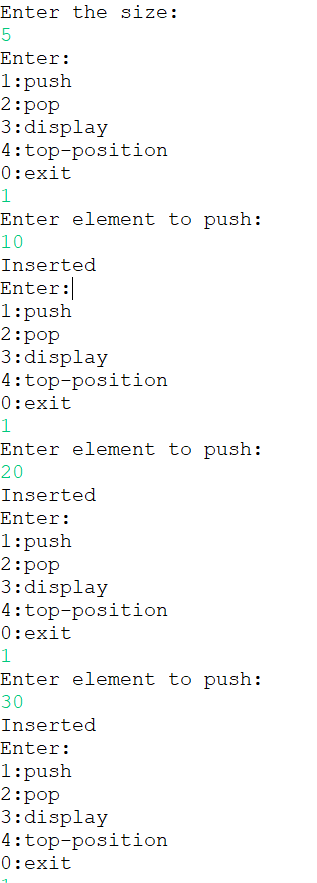 Enter the size:
5
Enter:
1:push
2:pop
3:display
4:top-position
0:exit
1
Enter element to push:
10
Inserted
Enter:
1:push
2:pop
3:display
4:top-position
0:exit
1
Enter element to push:
20
Inserted
Enter:
1:push
2:pop
3:display
4:top-position
0:exit
1
Enter element to push:
30
Inserted
Enter:
1:push
2:pop
3:display
4:top-position
0:exit